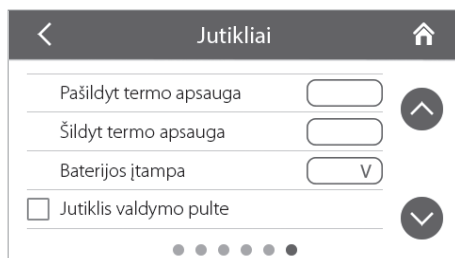 Jutikliai
Pašildyt termo apsauga
Šildyt termo apsauga
Baterijos įtampa V
Jutiklis valdymo pulte